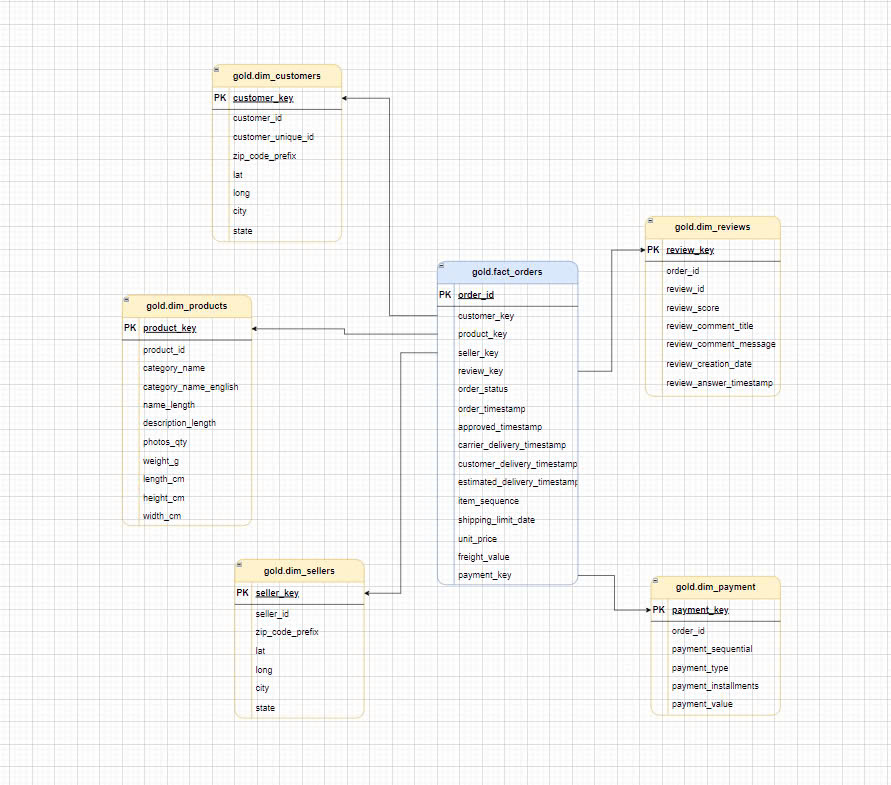 gold.dim_customers
PK customer_key
customer_id
customer_unique_id
zip_code_prefix
lat
long
city
state
gold.dim_reviews
PK review_key
order_id
review_id
review_score
review_comment_title
review_comment_message
review_creation_date
review_answer_timestamp
gold.fact_orders
PK order_id
customer_key
product_key
seller_key
review_key
order_status
order_timestamp
approved_timestamp
carrier_delivery_timestamp
customer_delivery_timestamp
estimated_delivery_timestamp
item_sequence
shipping_limit_date
unit_price
freight_value
payment_key
gold.dim_products
PK product_key
product_id
category_name
category_name_english
name_length
description_length
photos_qty
weight_g
length_cm
height_cm
width_cm
gold.dim_sellers
PK seller_key
seller_id
zip_code_prefix
lat
long
city
state
gold.dim_payment
PK payment_key
order_id
payment_sequential
payment_type
payment_installments
payment_value